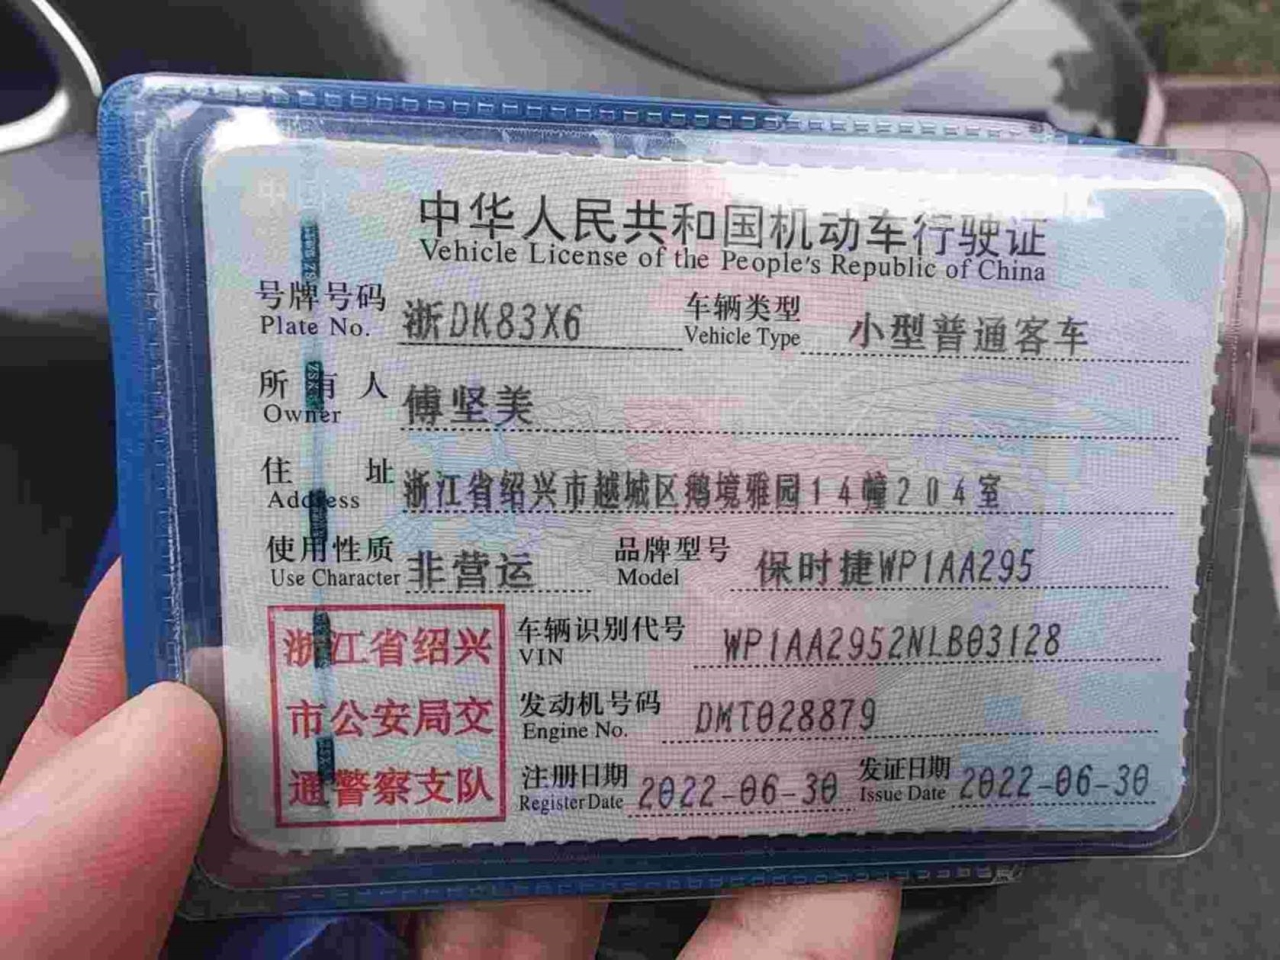 中华人民共和国机动车行驶证
Vehicle License of the People's Republic of China
号牌号码 浙DK83X6 车辆类型 小型普通客车
Plate No. Vehicle Type
所有人 傅坚美
Owner
住址 浙江省绍兴市越城区鹅境雅园14幢204室
Address
使用性质 非营运 品牌型号 保时捷WP1AA295
Use Character Model
浙江省绍兴
市公安局交
通警察支队
车辆识别代号 WP1AA2952NLB03128
VIN
发动机号码 DMT028879
Engine No.
注册日期 2022-06-30 发证日期 2022-06-30
Register Date Issue Date